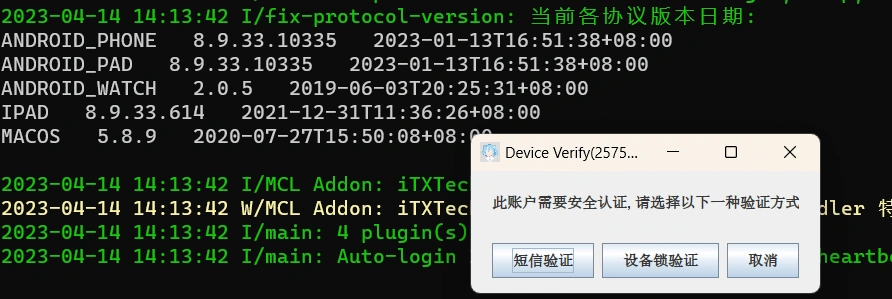 2023-04-14 14:13:42 I/fix-protocol-version: 当前各协议版本日期:
ANDROID_PHONE 8.9.33.10335 2023-01-13T16:51:38+08:00
ANDROID_PAD 8.9.33.10335 2023-01-13T16:51:38+08:00
ANDROID_WATCH 2.0.5 2019-06-03T20:25:31+08:00
IPAD 8.9.33.614 2021-12-31T11:36:26+08:00
MACOS 5.8.9 2020-07-27T15:50:08+08:00
Device Verify(2575...
2023-04-14 14:13:42 I/MCL Addon: iTXTec
此账户需要安全认证, 请选择以下一种验证方式
2023-04-14 14:13:42 W/MCL Addon: iTXTec dler 特
2023-04-14 14:13:42 I/main: 4 plugin(s)
2023-04-14 14:13:42 I/main: Auto-login heartb
短信验证 设备锁验证 取消